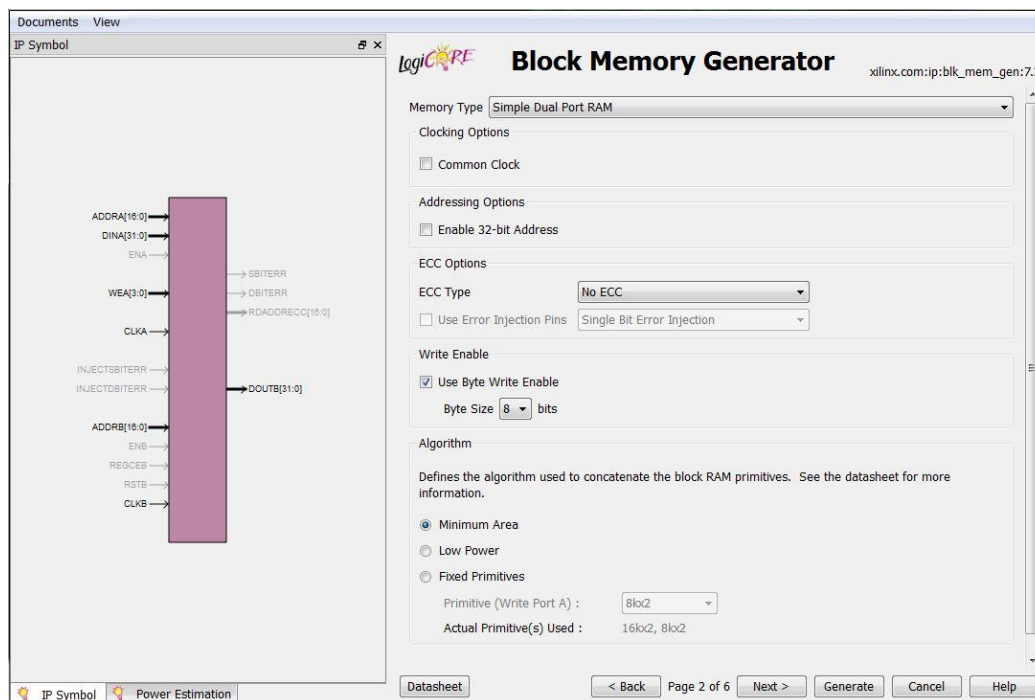 Documents View
IP Symbol
LogiCORE
Block Memory Generator
xilinx.com:ip:blk_mem_gen:7.
Memory Type Simple Dual Port RAM
Clocking Options
Common Clock
Addressing Options
Enable 32-bit Address
ECC Options
ECC Type No ECC
Use Error Injection Pins Single Bit Error Injection
Write Enable
Use Byte Write Enable
Byte Size 8 bits
Algorithm
Defines the algorithm used to concatenate the block RAM primitives. See the datasheet for more
information.
Minimum Area
Low Power
Fixed Primitives
Primitive (Write Port A) : 8kx2
Actual Primitive(s) Used : 16kx2, 8kx2
ADDRA[16:0]
DINA[31:0]
ENA
SBITERR
WEA[3:0]
DBITERR
RDADDRECC[16:0]
CLKA
INJECTSBITERR
INJECTDBITERR
DOUTB[31:0]
ADDRB[16:0]
ENB
REGCEB
RSTB
CLKB
IP Symbol Power Estimation
Datasheet < Back Page 2 of 6 Next > Generate Cancel Help